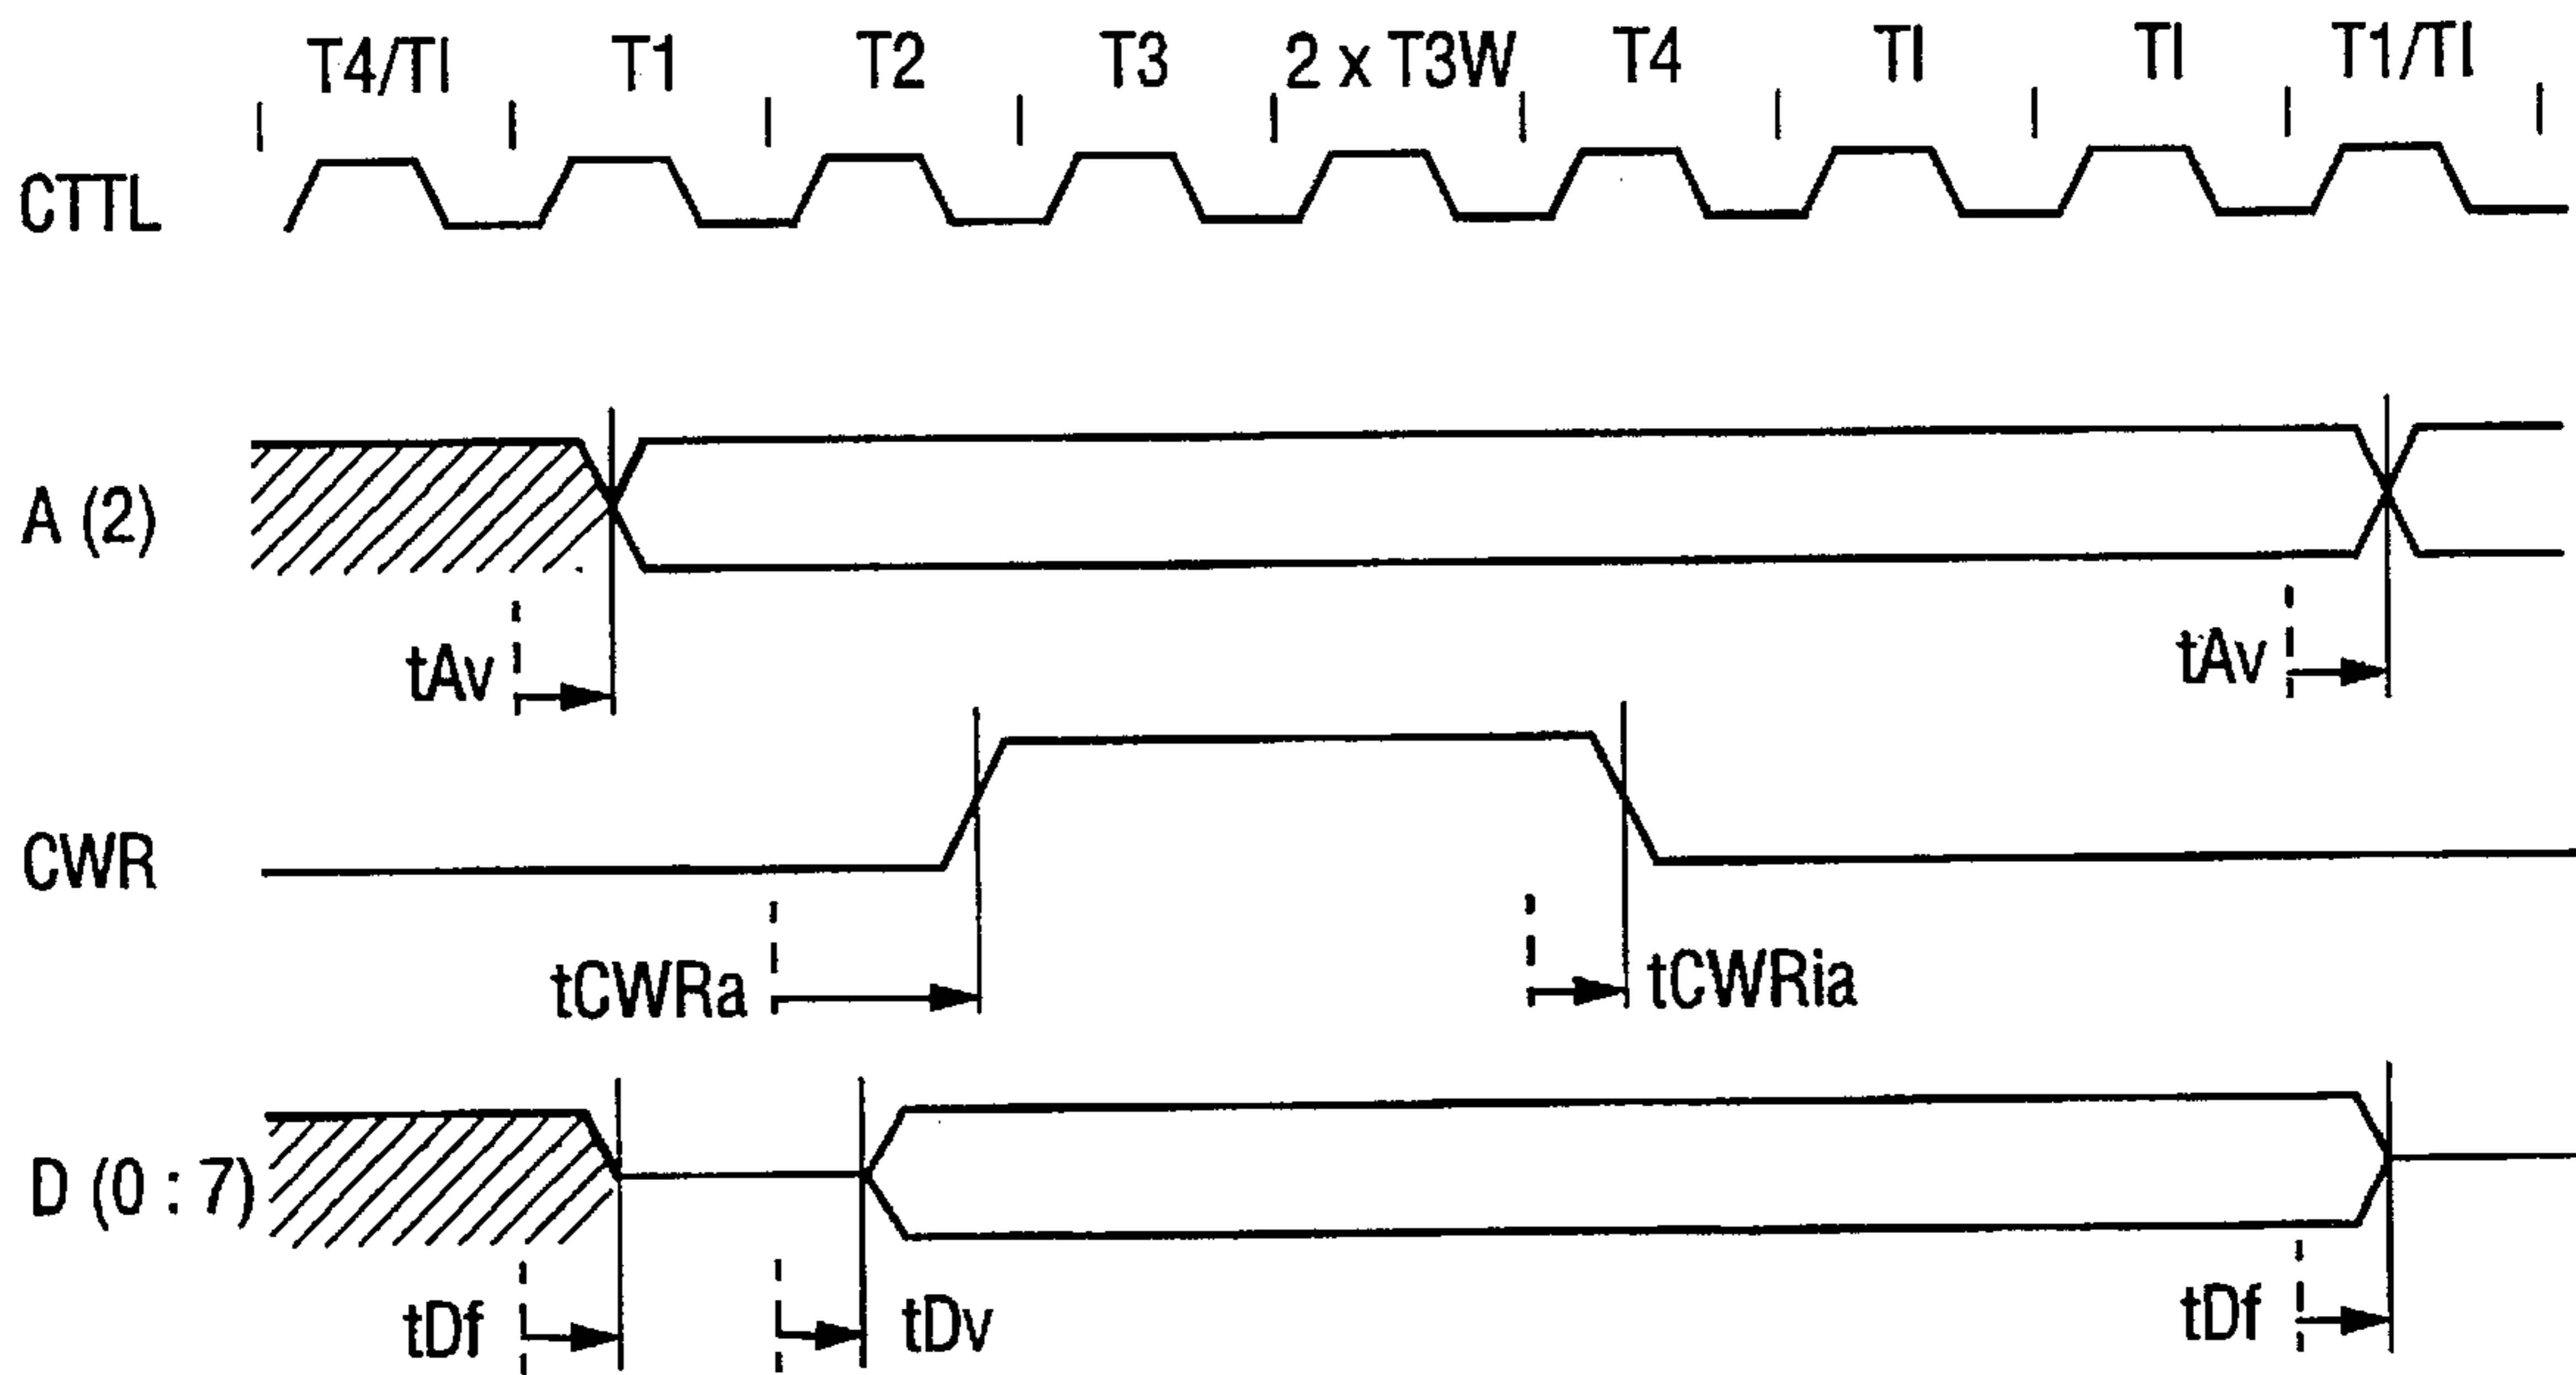 T4/TI T1 T2 T3 2 x T3W T4 TI TI T1/TI
CTTL
A (2)
tAv tAv
CWR
tCWRa tCWRia
D (0 : 7)
tDf tDv tDf